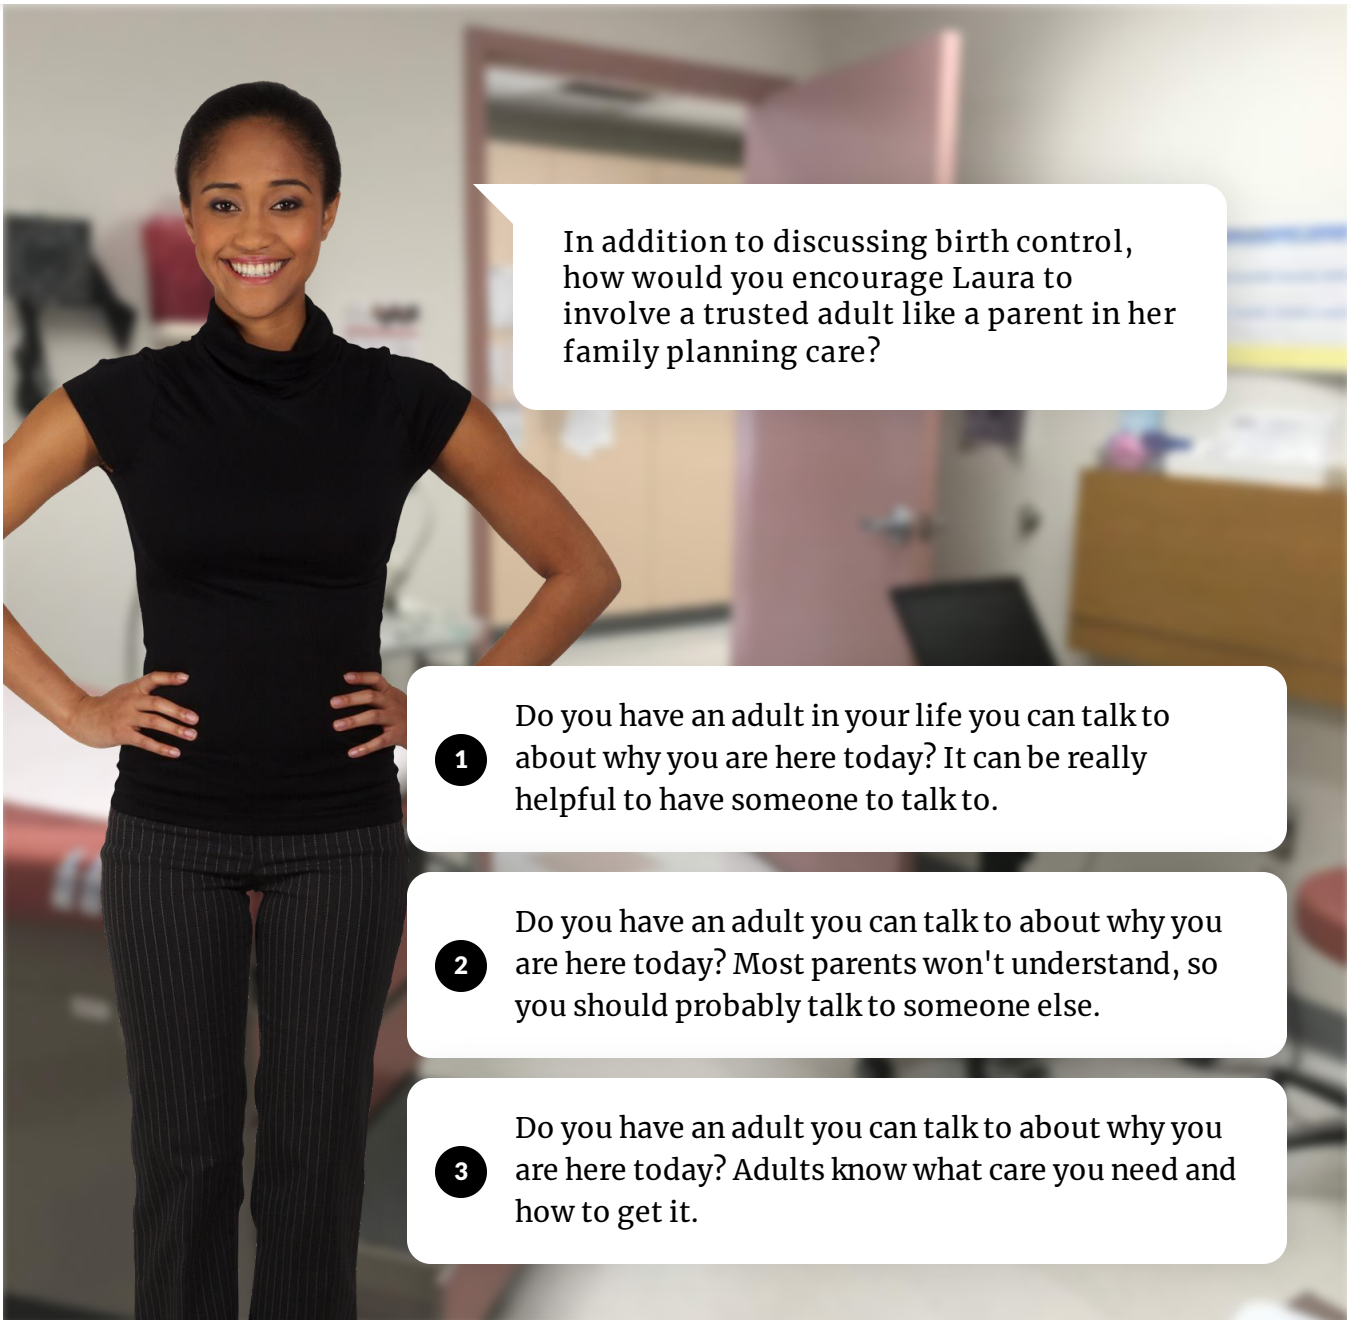 In addition to discussing birth control,
how would you encourage Laura to
involve a trusted adult like a parent in her
family planning care?
1
Do you have an adult in your life you can talk to
about why you are here today? It can be really
helpful to have someone to talk to.
2
Do you have an adult you can talk to about why you
are here today? Most parents won't understand, so
you should probably talk to someone else.
3
Do you have an adult you can talk to about why you
are here today? Adults know what care you need and
how to get it.